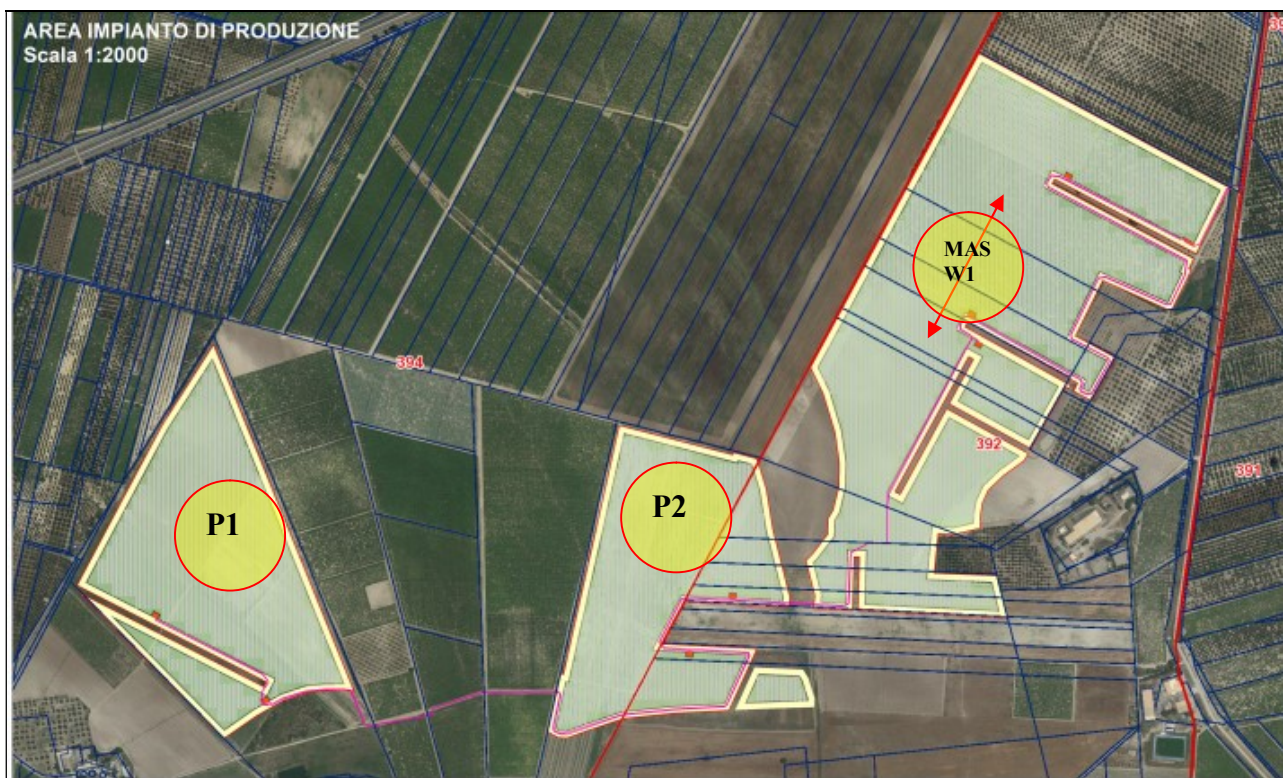 AREA IMPIANTO DI PRODUZIONE
Scala 1:2000
MAS
W1
394
392
391
P1
P2